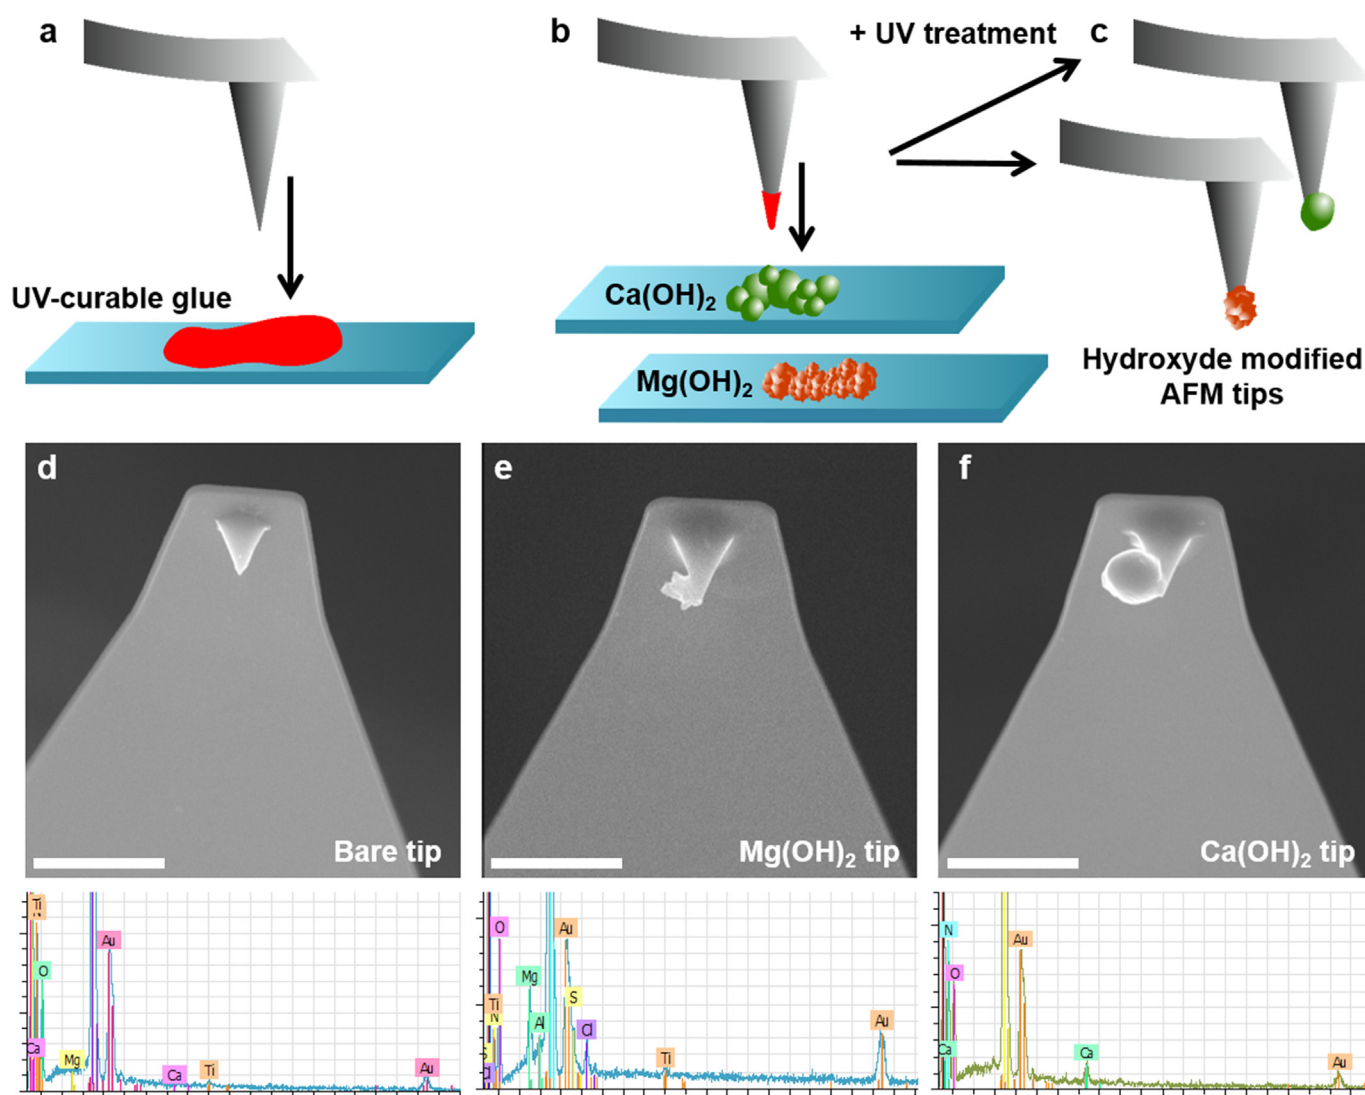 a
b
+ UV treatment
c
UV-curable glue
Ca(OH)2
Mg(OH)2
Hydroxyde modified
AFM tips
d
Bare tip
e
Mg(OH)2 tip
f
Ca(OH)2 tip
Ti
O
Ca
Mg
Au
Ca
Ti
Au
O
Ti
N
S
Mg
Al
Au
S
Cl
Ti
Au
N
O
Ca
Au
Ca
Au